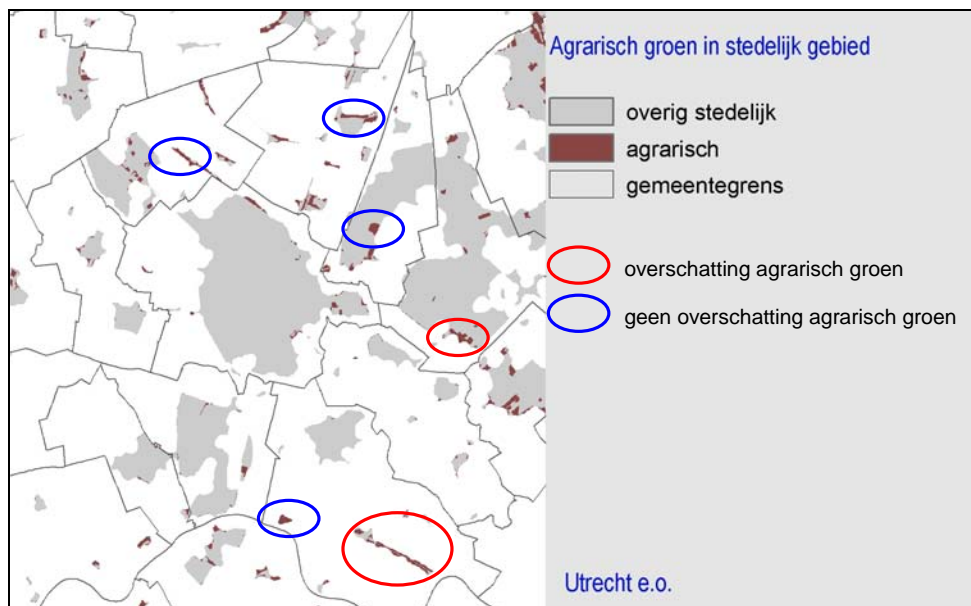 Agrarisch groen in stedelijk gebied
overig stedelijk
agrarisch
gemeentegrens
overschatting agrarisch groen
geen overschatting agrarisch groen
Utrecht e.o.